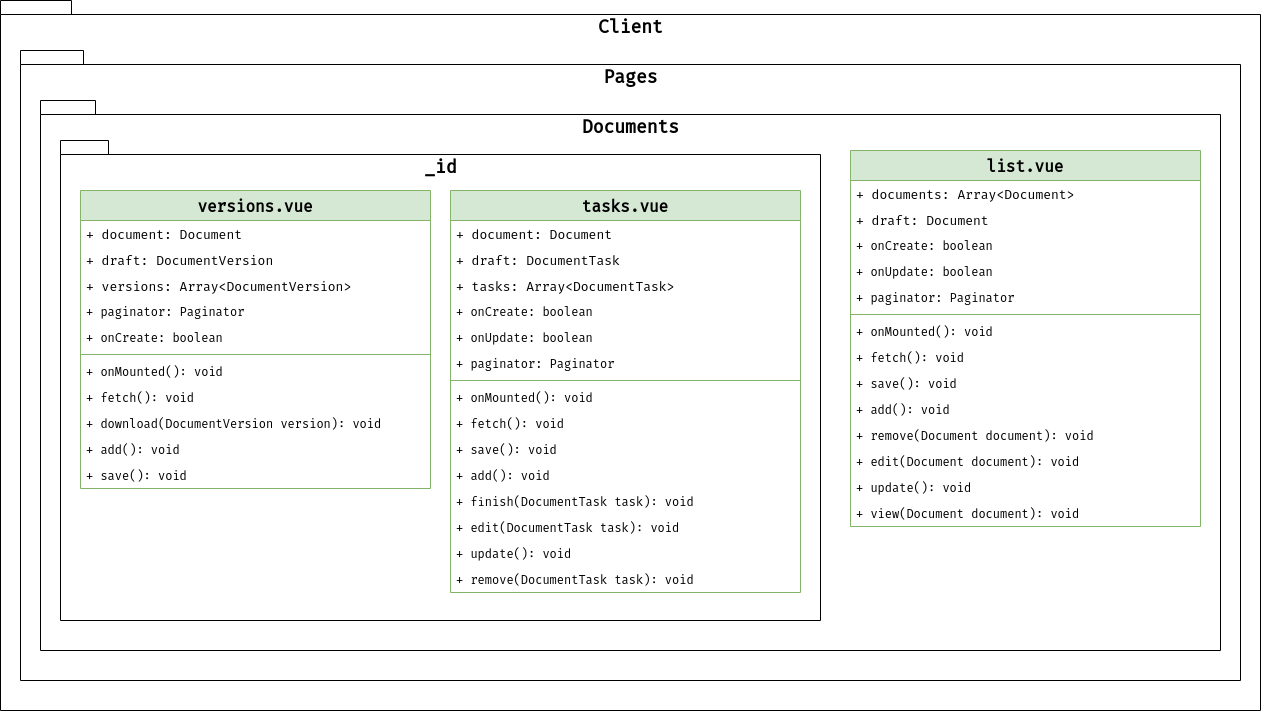 Client
Pages
Documents
_id
versions.vue
+ document: Document
+ draft: DocumentVersion
+ versions: Array<DocumentVersion>
+ paginator: Paginator
+ onCreate: boolean
+ onMounted(): void
+ fetch(): void
+ download(DocumentVersion version): void
+ add(): void
+ save(): void
tasks.vue
+ document: Document
+ draft: DocumentTask
+ tasks: Array<DocumentTask>
+ onCreate: boolean
+ onUpdate: boolean
+ paginator: Paginator
+ onMounted(): void
+ fetch(): void
+ save(): void
+ add(): void
+ finish(DocumentTask task): void
+ edit(DocumentTask task): void
+ update(): void
+ remove(DocumentTask task): void
list.vue
+ documents: Array<Document>
+ draft: Document
+ onCreate: boolean
+ onUpdate: boolean
+ paginator: Paginator
+ onMounted(): void
+ fetch(): void
+ save(): void
+ add(): void
+ remove(Document document): void
+ edit(Document document): void
+ update(): void
+ view(Document document): void